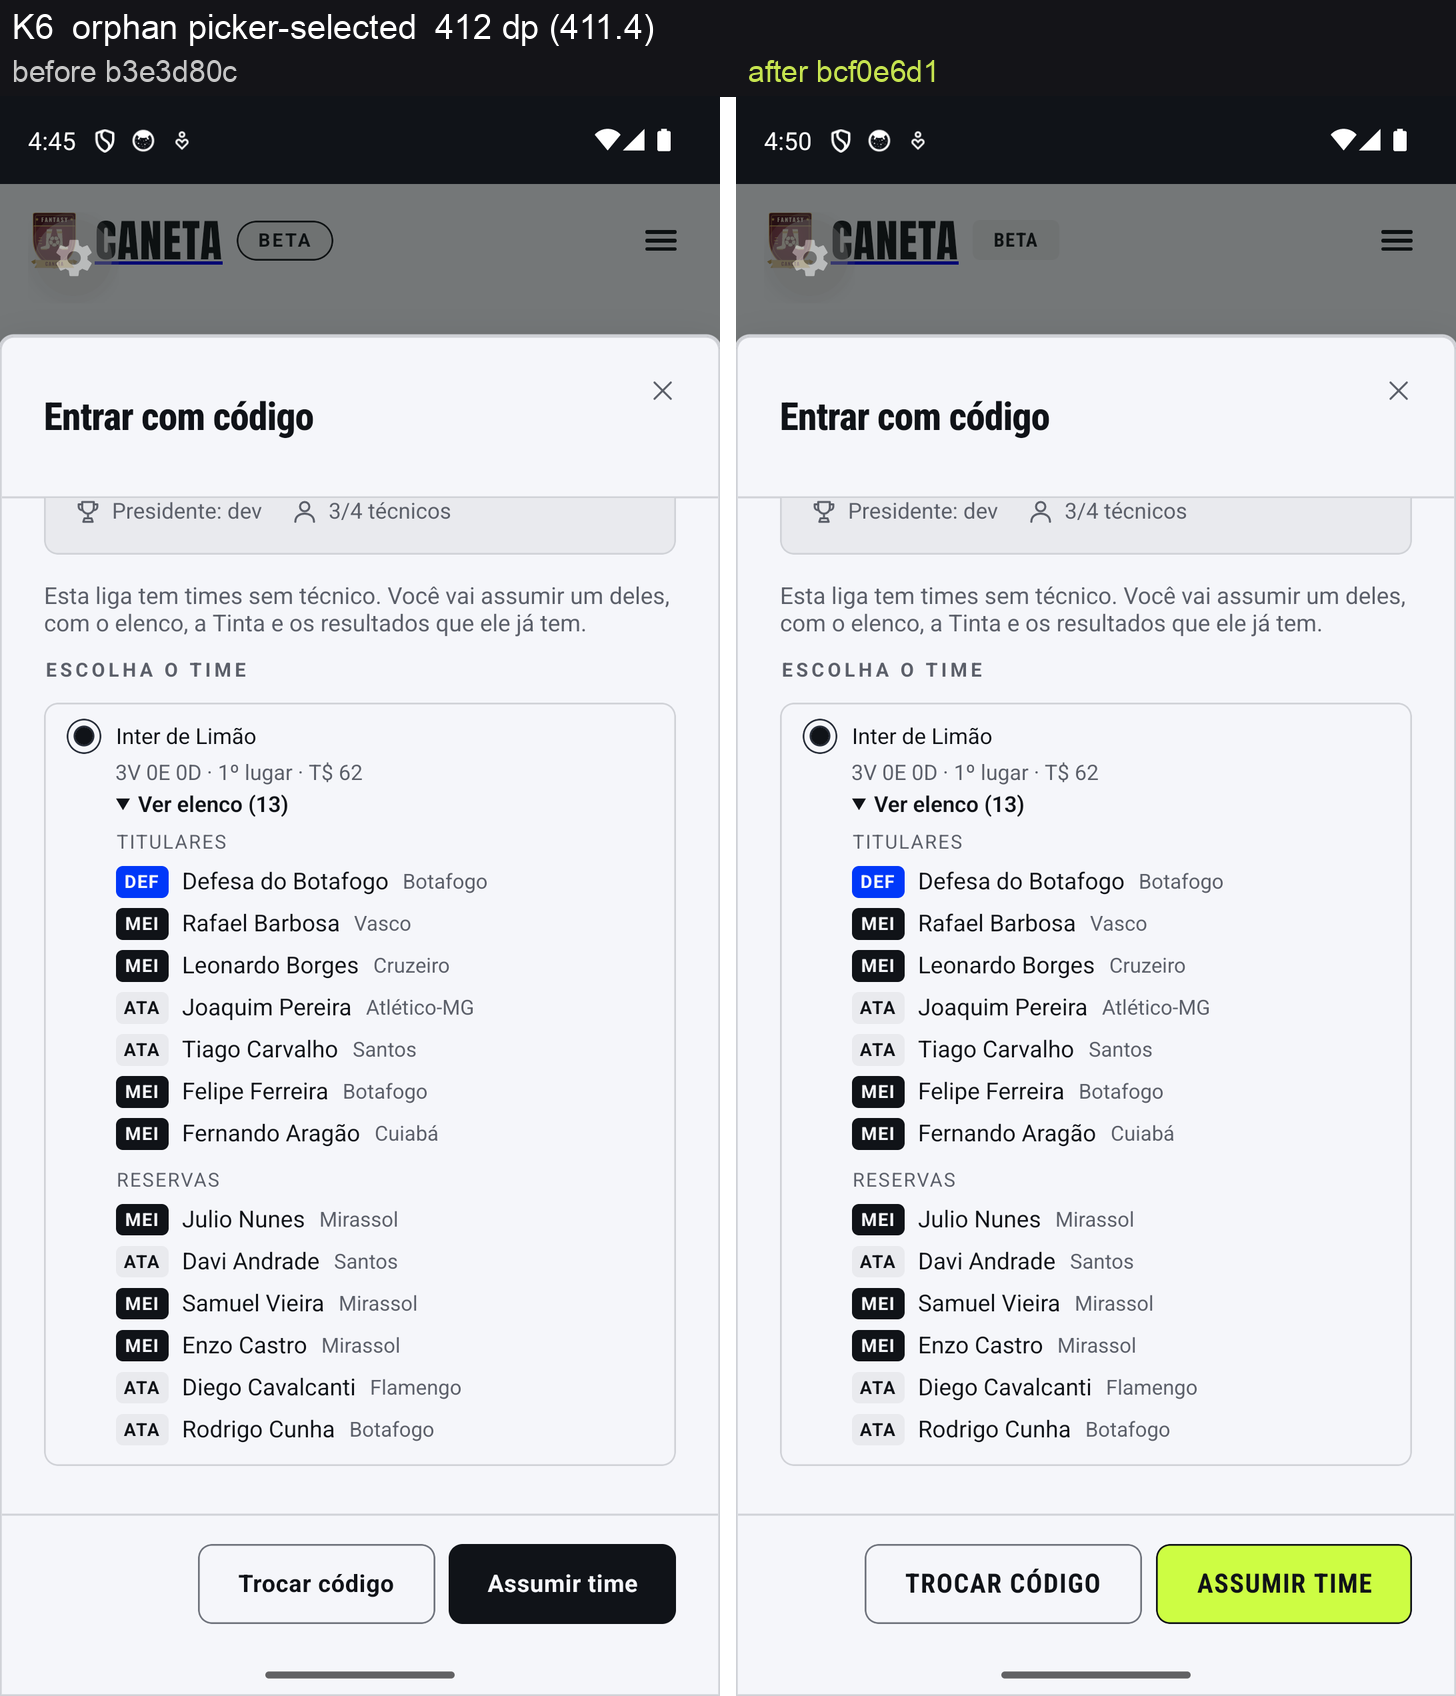 K6 orphan picker-selected 412 dp (411.4)
before b3e3d80c
4:45
CANETA BETA
Entrar com código
Presidente: dev 3/4 técnicos
Esta liga tem times sem técnico. Você vai assumir um deles,
com o elenco, a Tinta e os resultados que ele já tem.
ESCOLHA O TIME
Inter de Limão
3V 0E 0D · 1º lugar · T$ 62
▼ Ver elenco (13)
TITULARES
DEF Defesa do Botafogo Botafogo
MEI Rafael Barbosa Vasco
MEI Leonardo Borges Cruzeiro
ATA Joaquim Pereira Atlético-MG
ATA Tiago Carvalho Santos
MEI Felipe Ferreira Botafogo
MEI Fernando Aragão Cuiabá
RESERVAS
MEI Julio Nunes Mirassol
ATA Davi Andrade Santos
MEI Samuel Vieira Mirassol
MEI Enzo Castro Mirassol
ATA Diego Cavalcanti Flamengo
ATA Rodrigo Cunha Botafogo
Trocar código Assumir time
after bcf0e6d1
4:50
CANETA BETA
Entrar com código
Presidente: dev 3/4 técnicos
Esta liga tem times sem técnico. Você vai assumir um deles,
com o elenco, a Tinta e os resultados que ele já tem.
ESCOLHA O TIME
Inter de Limão
3V 0E 0D · 1º lugar · T$ 62
▼ Ver elenco (13)
TITULARES
DEF Defesa do Botafogo Botafogo
MEI Rafael Barbosa Vasco
MEI Leonardo Borges Cruzeiro
ATA Joaquim Pereira Atlético-MG
ATA Tiago Carvalho Santos
MEI Felipe Ferreira Botafogo
MEI Fernando Aragão Cuiabá
RESERVAS
MEI Julio Nunes Mirassol
ATA Davi Andrade Santos
MEI Samuel Vieira Mirassol
MEI Enzo Castro Mirassol
ATA Diego Cavalcanti Flamengo
ATA Rodrigo Cunha Botafogo
TROCAR CÓDIGO ASSUMIR TIME